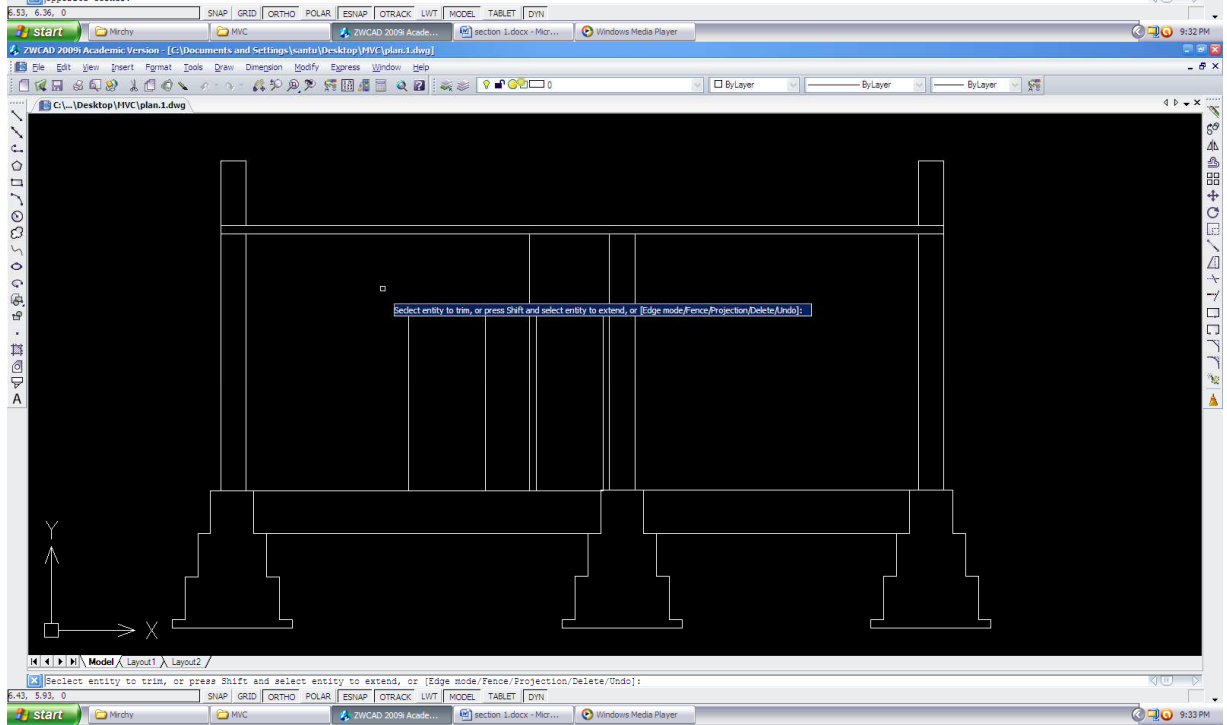 6.53, 6.36, 0 SNAP GRID ORTHO POLAR ESNAP OTRACK LWT MODEL TABLET DYN
start Mirchy MVC ZWCAD 2009i Acade... section 1.docx - Micr... Windows Media Player 9:32 PM
ZWCAD 2009i Academic Version - [C:\Documents and Settings\santu\Desktop\MVC\plan.1.dwg]
File Edit View Insert Format Tools Draw Dimension Modify Express Window Help
0 ByLayer ByLayer ByLayer
C:\...\Desktop\MVC\plan.1.dwg
A
Seclect entity to trim, or press Shift and select entity to extend, or [Edge mode/Fence/Projection/Delete/Undo]:
Y
X
Model Layout1 Layout2
Seclect entity to trim, or press Shift and select entity to extend, or [Edge mode/Fence/Projection/Delete/Undo]:
6.43, 5.93, 0 SNAP GRID ORTHO POLAR ESNAP OTRACK LWT MODEL TABLET DYN
start Mirchy MVC ZWCAD 2009i Acade... section 1.docx - Micr... Windows Media Player 9:33 PM